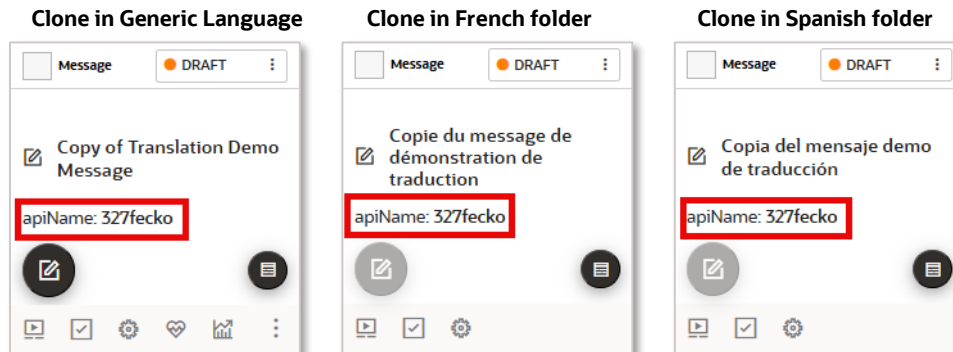 Clone in Generic Language
Message
DRAFT
Copy of Translation Demo
Message
apiName: 327fecko
Clone in French folder
Message
DRAFT
Copie du message de
démonstration de
traduction
apiName: 327fecko
Clone in Spanish folder
Message
DRAFT
Copia del mensaje demo
de traducción
apiName: 327fecko